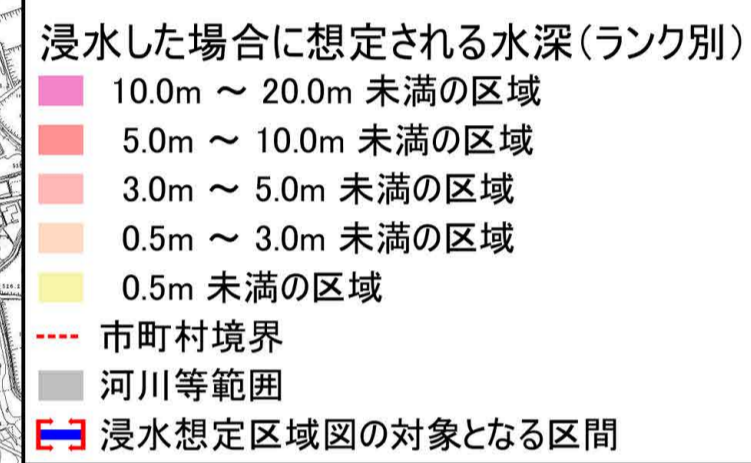 浸水した場合に想定される水深(ランク別)
10.0m ～ 20.0m 未満の区域
5.0m ～ 10.0m 未満の区域
3.0m ～ 5.0m 未満の区域
0.5m ～ 3.0m 未満の区域
0.5m 未満の区域
市町村境界
河川等範囲
浸水想定区域図の対象となる区間